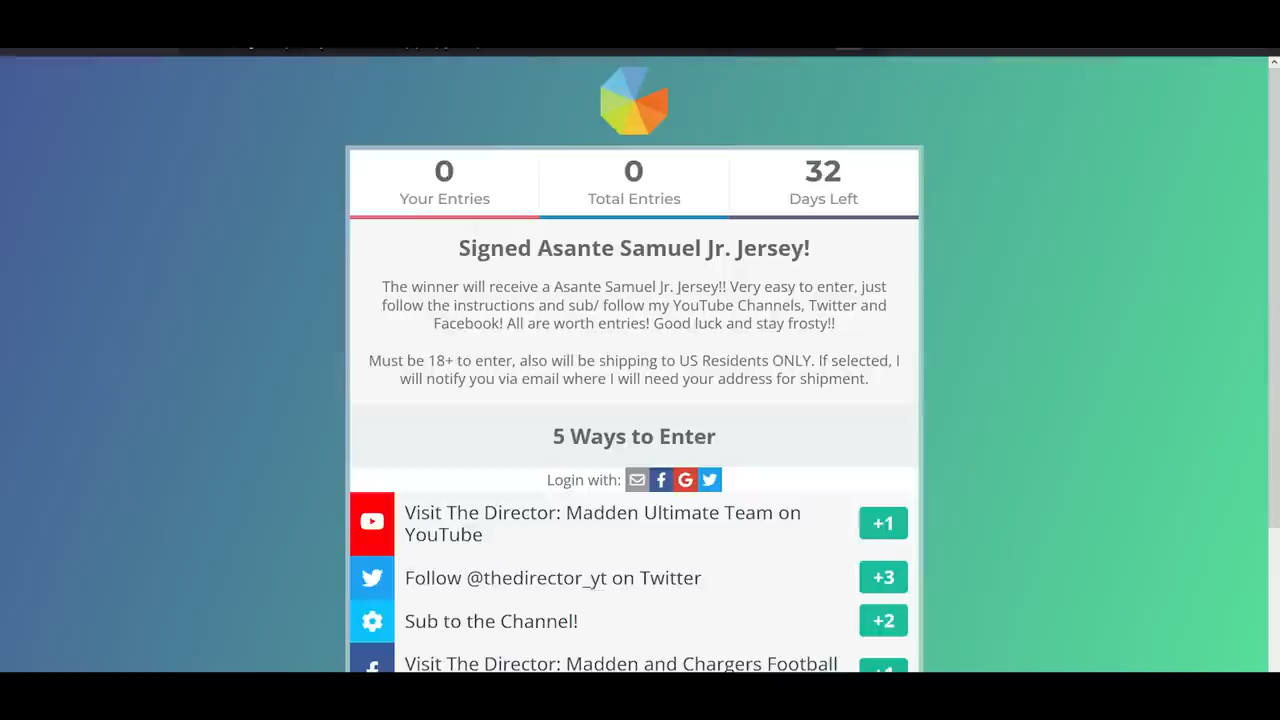 0 0 32
Your Entries Total Entries Days Left
Signed Asante Samuel Jr. Jersey!
The winner will receive a Asante Samuel Jr. Jersey!! Very easy to enter, just
follow the instructions and sub/ follow my YouTube Channels, Twitter and
Facebook! All are worth entries! Good luck and stay frosty!!
Must be 18+ to enter, also will be shipping to US Residents ONLY. If selected, I
will notify you via email where I will need your address for shipment.
5 Ways to Enter
Login with:
Visit The Director: Madden Ultimate Team on
YouTube
+1
Follow @thedirector_yt on Twitter
+3
Sub to the Channel!
+2
Visit The Director: Madden and Chargers Football
+1